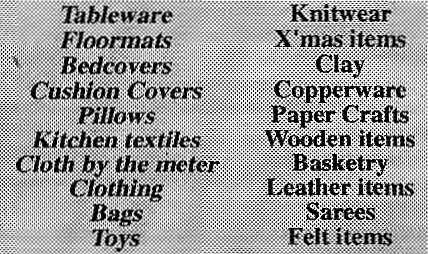 Tableware
Floormats
Bedcovers
Cushion Covers
Pillows
Kitchen textiles
Cloth by the meter
Clothing
Bags
Toys
Knitwear
X'mas items
Clay
Copperware
Paper Crafts
Wooden items
Basketry
Leather items
Sarees
Felt items